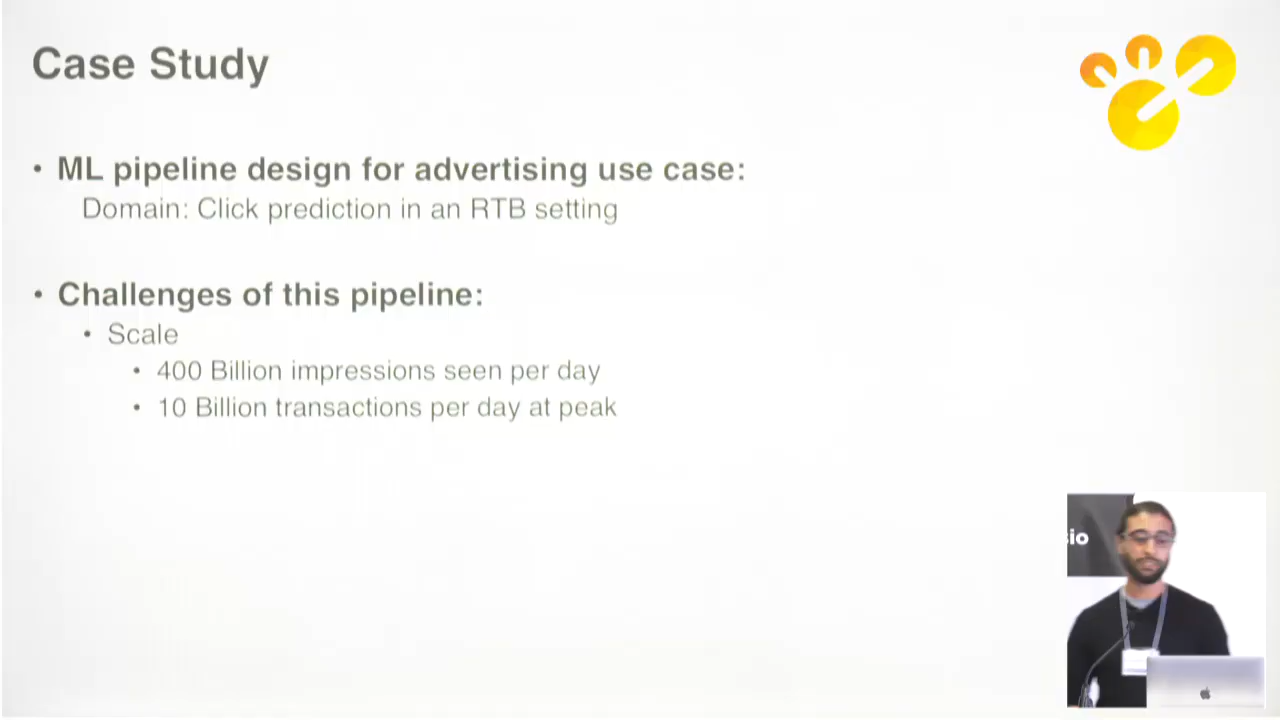 Case Study
• ML pipeline design for advertising use case:
Domain: Click prediction in an RTB setting
• Challenges of this pipeline:
• Scale
• 400 Billion impressions seen per day
• 10 Billion transactions per day at peak
sio